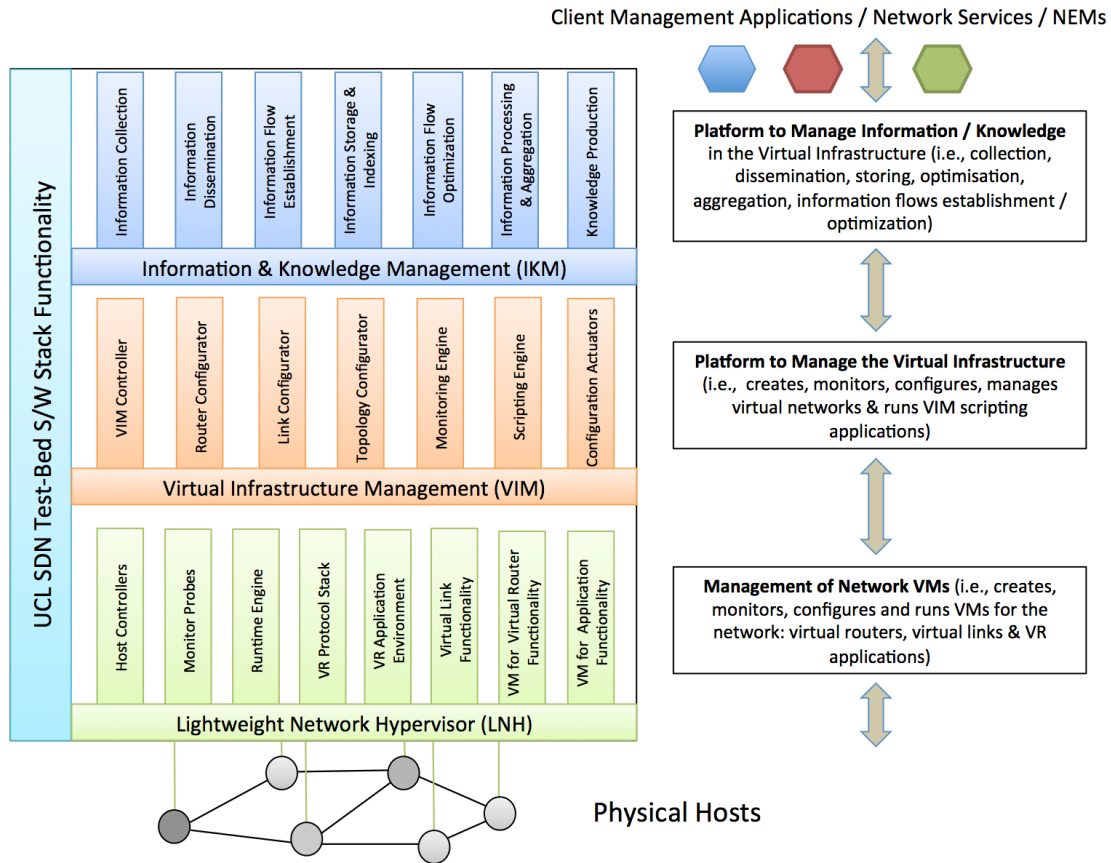 Client Management Applications / Network Services / NEMs
UCL SDN Test-Bed S/W Stack Functionality
Information Collection
Information
Dissemination
Information Flow
Establishment
Information Storage &
Indexing
Information Flow
Optimization
Information Processing
& Aggregation
Knowledge Production
Information & Knowledge Management (IKM)
VIM Controller
Router Configurator
Link Configurator
Topology Configurator
Monitoring Engine
Scripting Engine
Configuration Actuators
Virtual Infrastructure Management (VIM)
Host Controllers
Monitor Probes
Runtime Engine
VR Protocol Stack
VR Application
Environment
Virtual Link
Functionality
VM for Virtual Router
Functionality
VM for Application
Functionality
Lightweight Network Hypervisor (LNH)
Platform to Manage Information / Knowledge
in the Virtual Infrastructure (i.e., collection,
dissemination, storing, optimisation,
aggregation, information flows establishment /
optimization)
Platform to Manage the Virtual Infrastructure
(i.e., creates, monitors, configures, manages
virtual networks & runs VIM scripting
applications)
Management of Network VMs (i.e., creates,
monitors, configures and runs VMs for the
network: virtual routers, virtual links & VR
applications)
Physical Hosts